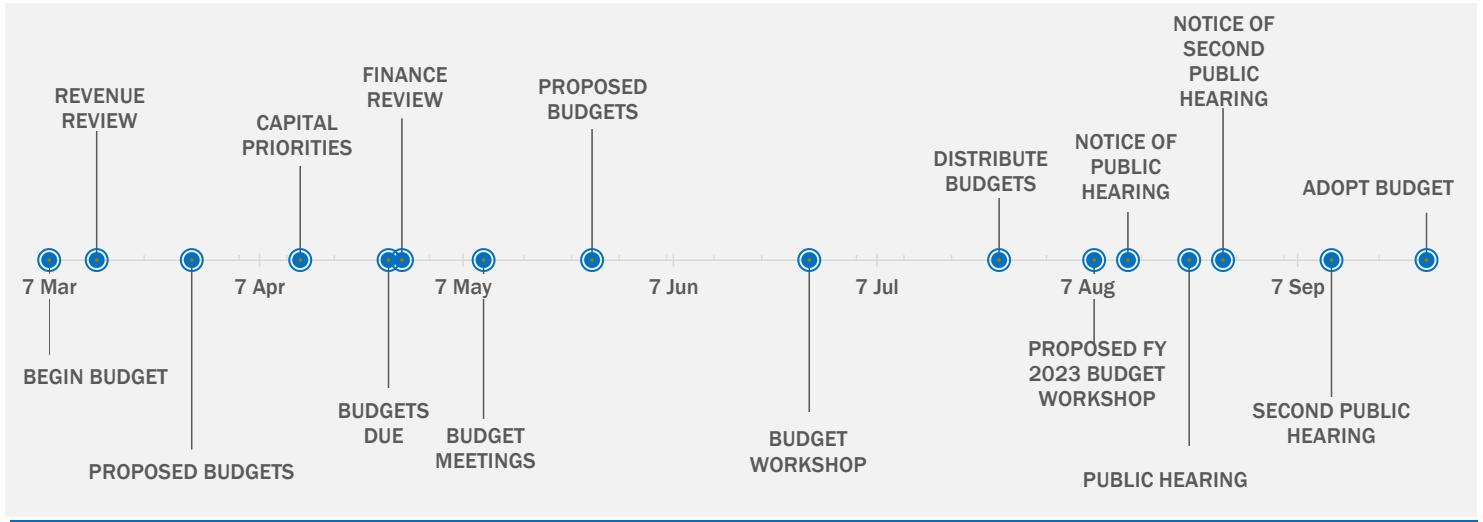 NOTICE OF
SECOND
PUBLIC
HEARING
FINANCE
REVIEW
PROPOSED
BUDGETS
REVENUE
REVIEW
CAPITAL
PRIORITIES
NOTICE OF
PUBLIC
HEARING
DISTRIBUTE
BUDGETS
ADOPT BUDGET
7 Mar
7 Apr
7 May
7 Jun
7 Jul
7 Aug
7 Sep
PROPOSED FY
2023 BUDGET
WORKSHOP
BEGIN BUDGET
BUDGETS
DUE
SECOND PUBLIC
HEARING
BUDGET
MEETINGS
BUDGET
WORKSHOP
PROPOSED BUDGETS
PUBLIC HEARING